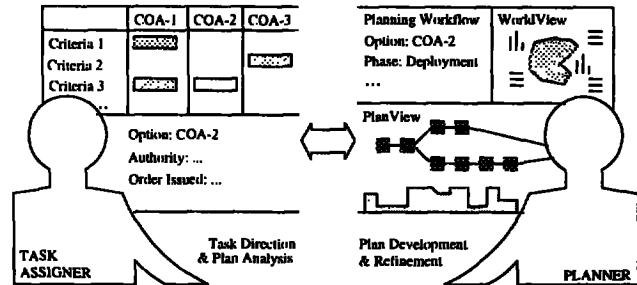 COA-1 COA-2 COA-3
Criteria 1
Criteria 2
Criteria 3
...
Option: COA-2
Authority: ...
Order Issued: ...
TASK
ASSIGNER
Task Direction
& Plan Analysis
Planning Workflow
Option: COA-2
Phase: Deployment
...
WorldView
PlanView
Plan Development
& Refinement
PLANNER